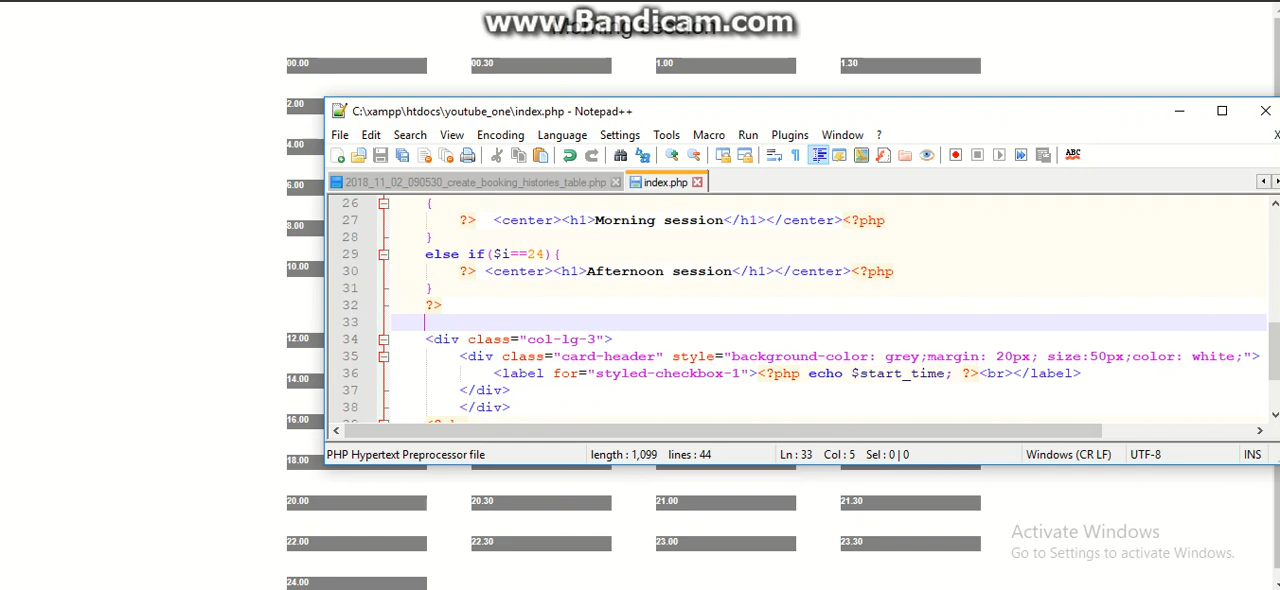 www.Bandicam.com
Morning session
00.30
1.00
1.30
00.00
2.00
4.00
6.00
8.00
10.00
12.00
14.00
16.00
18.00
20.00
20.30
21.00
21.30
22.00
22.30
23.00
23.30
24.00
C:\xampp\htdocs\youtube_one\index.php - Notepad++
File Edit Search View Encoding Language Settings Tools Macro Run Plugins Window ?
ABC
2018_11_02_090530_create_booking_histories_table.php index.php
26 {
27 ?> <center><h1>Morning session</h1></center><?php
28 }
29 else if($i==24){
30 ?> <center><h1>Afternoon session</h1></center><?php
31 }
32 ?>
33
34 <div class="col-lg-3">
35 <div class="card-header" style="background-color: grey;margin: 20px; size:50px;color: white;">
36 <label for="styled-checkbox-1"><?php echo $start_time; ?><br></label>
37 </div>
38 </div>
PHP Hypertext Preprocessor file length : 1,099 lines : 44 Ln : 33 Col : 5 Sel : 0 | 0 Windows (CR LF) UTF-8 INS
Activate Windows
Go to Settings to activate Windows.